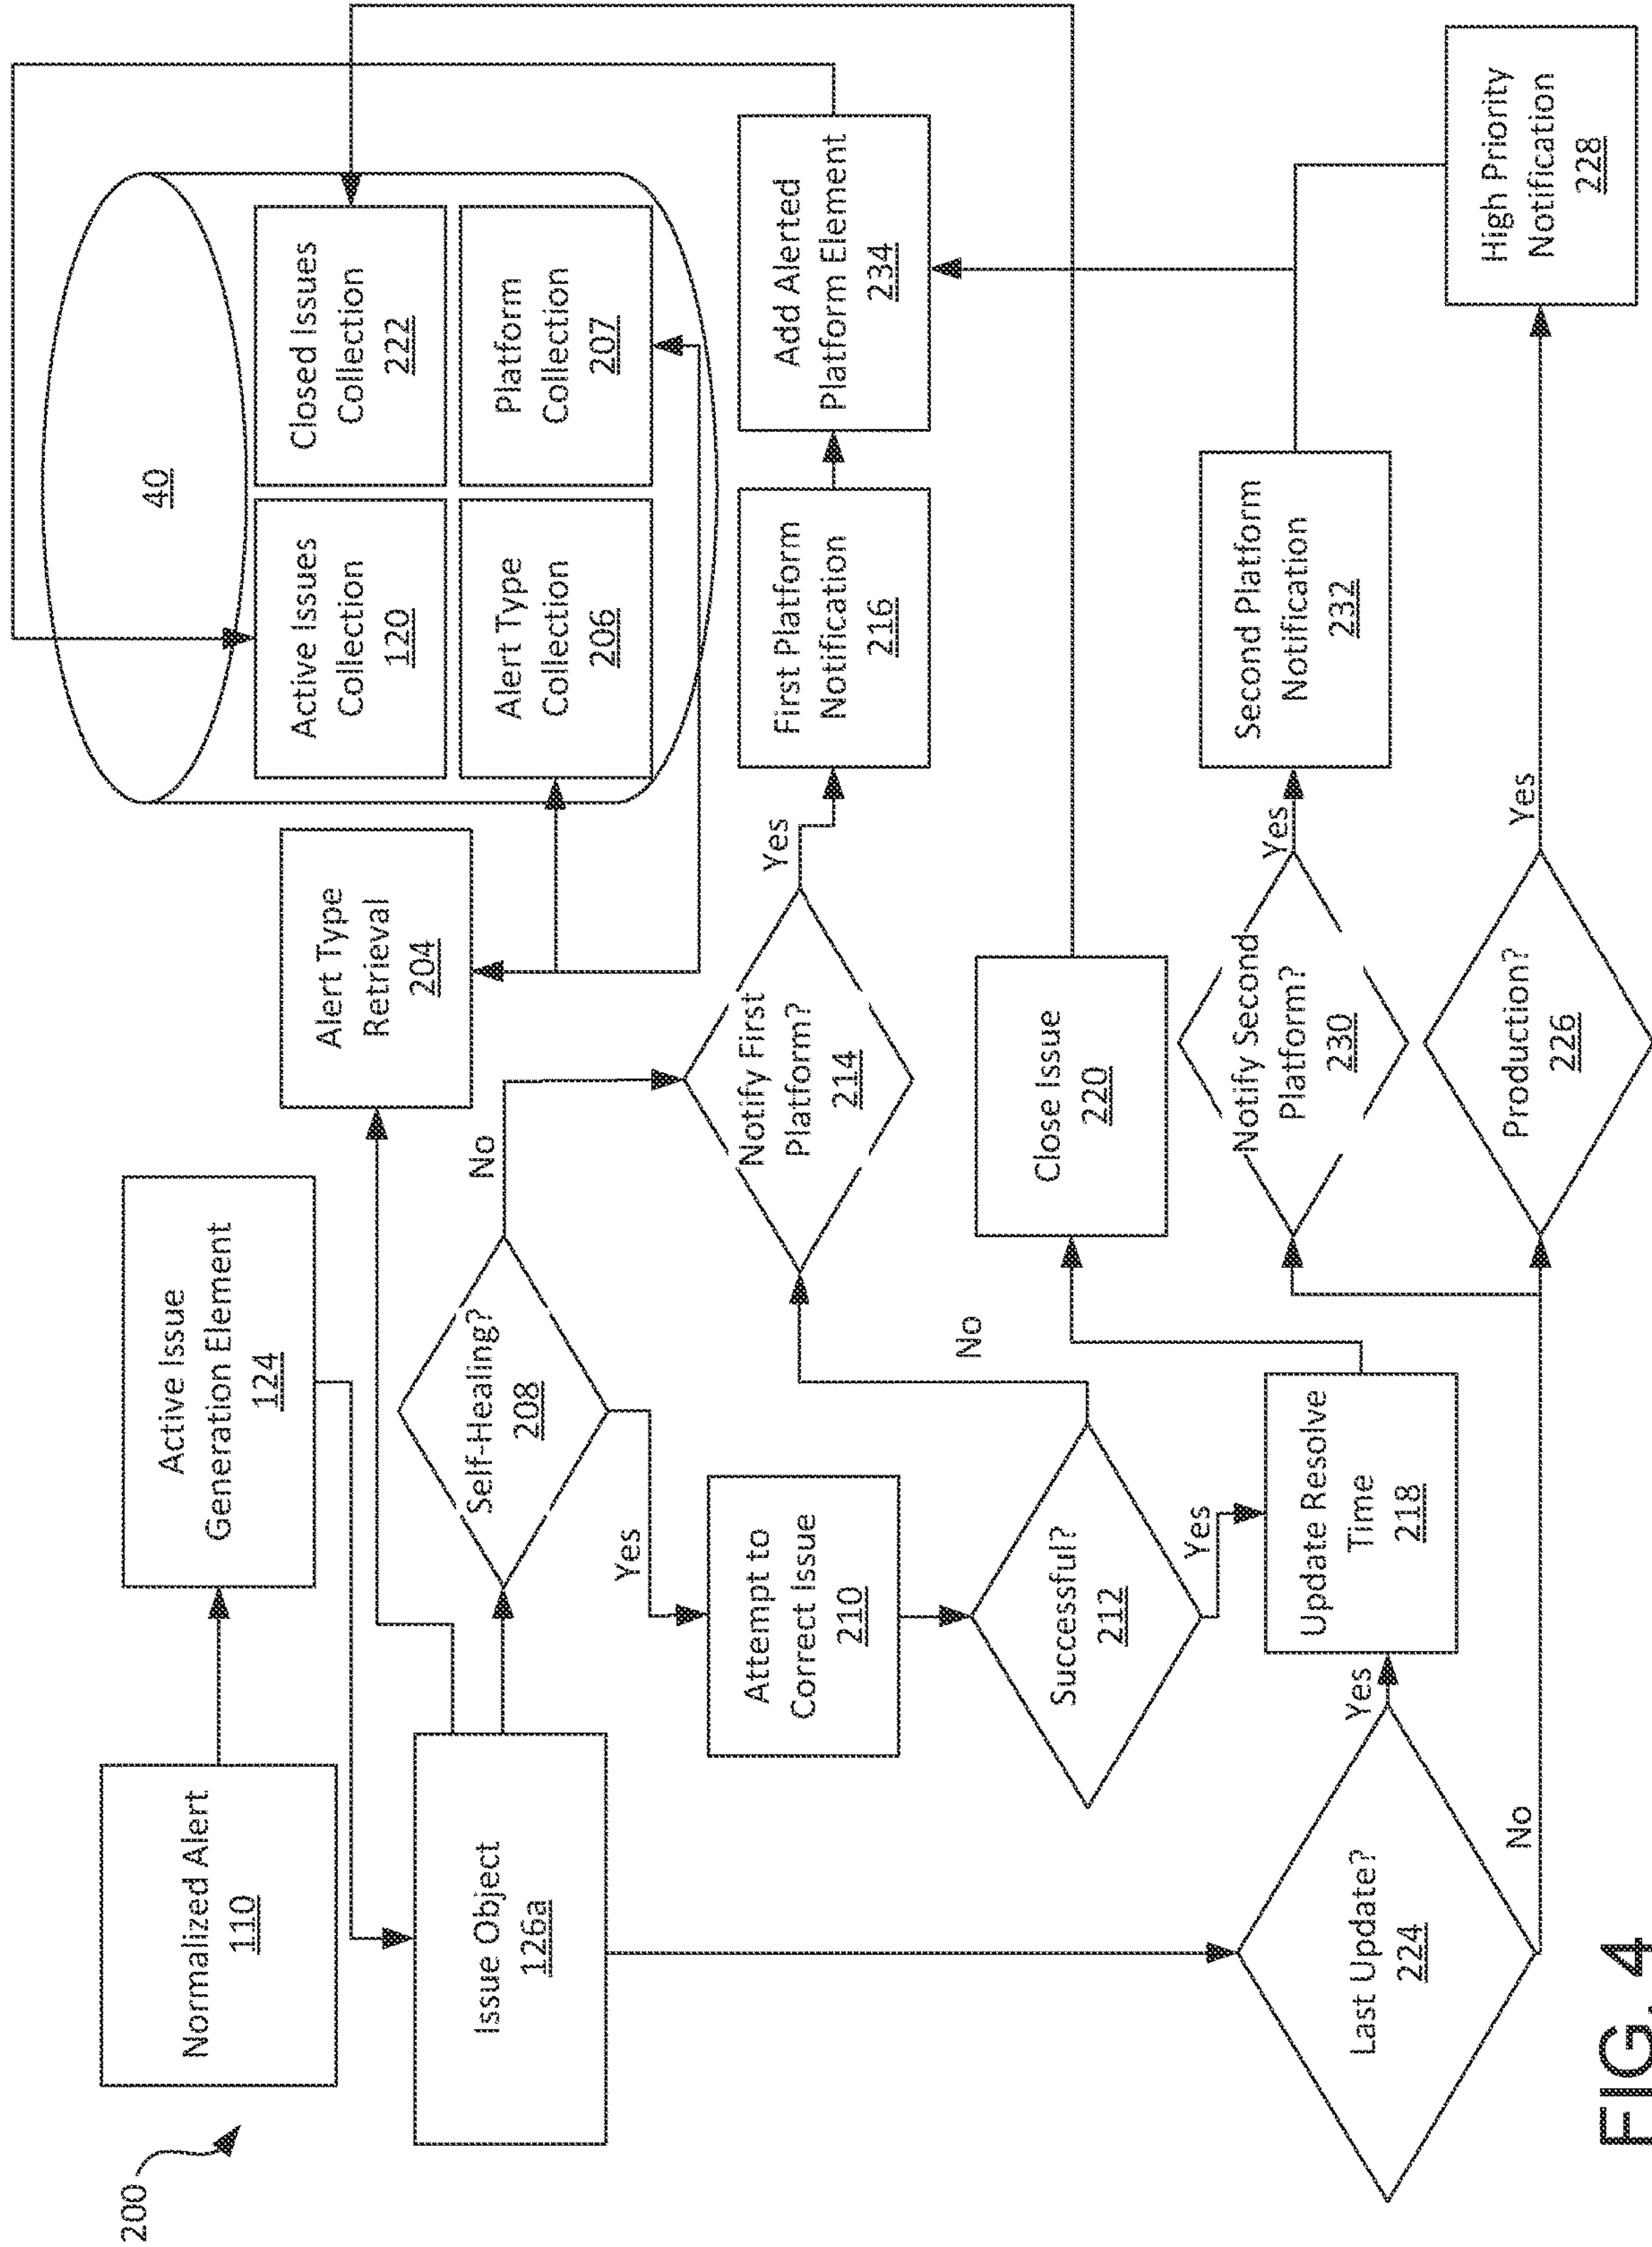 200
Normalized Alert
110
Active Issue
Generation Element
124
40
Issue Object
126a
Alert Type
Retrieval
204
Active Issues
Collection
120
Closed Issues
Collection
222
Alert Type
Collection
206
Platform
Collection
207
Self-Healing?
208
No
Yes
Attempt to
Correct Issue
210
Notify First
Platform?
214
Yes
First Platform
Notification
216
Add Alerted
Platform Element
234
Successful?
212
No
Yes
Close Issue
220
Last Update?
224
Yes
No
Update Resolve
Time
218
Notify Second
Platform?
230
Yes
Second Platform
Notification
232
Production?
226
Yes
High Priority
Notification
228
FIG. 4